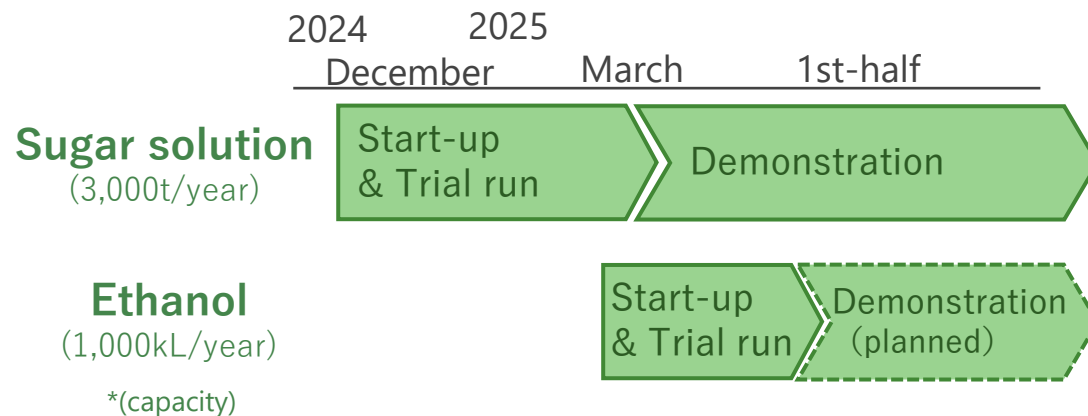 2024 2025
December March 1st-half
Sugar solution
(3,000t/year)
Start-up
& Trial run
Demonstration
Ethanol
(1,000kL/year)
Start-up
& Trial run
Demonstration
(planned)
*(capacity)